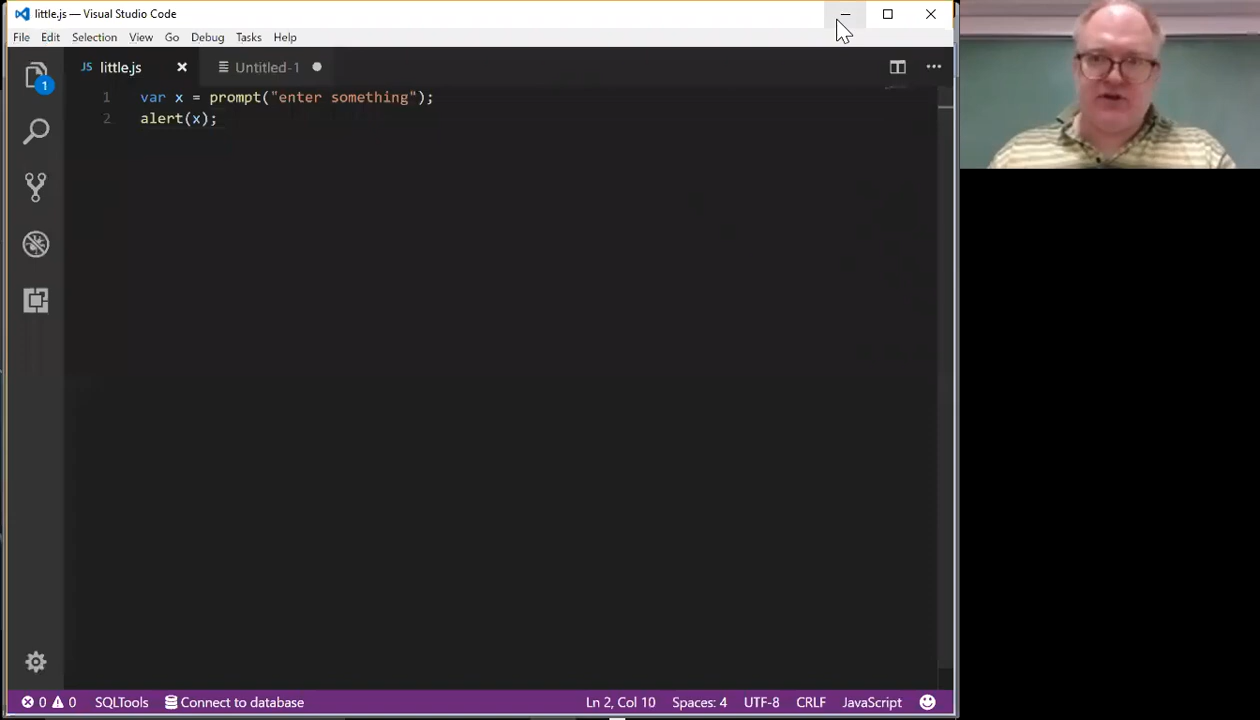 little.js — Visual Studio Code
File Edit Selection View Go Debug Tasks Help
JS little.js Untitled-1
1 var x = prompt("enter something");
2 alert(x);
1
0 0 SQLTools Connect to database Ln 2, Col 10 Spaces: 4 UTF-8 CRLF JavaScript